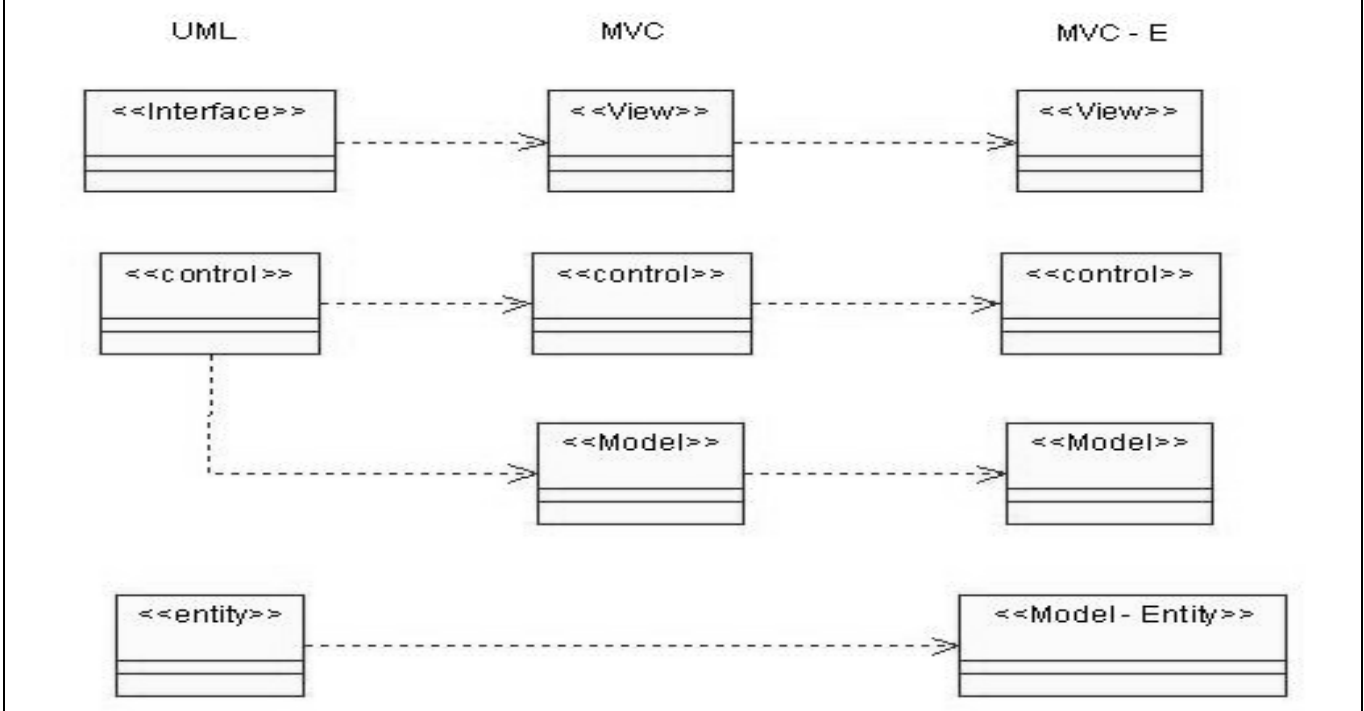 UML MVC MVC - E
<<Interface>> <<View>> <<View>>
<<control>> <<control>> <<control>>
<<Model>> <<Model>>
<<entity>> <<Model - Entity>>